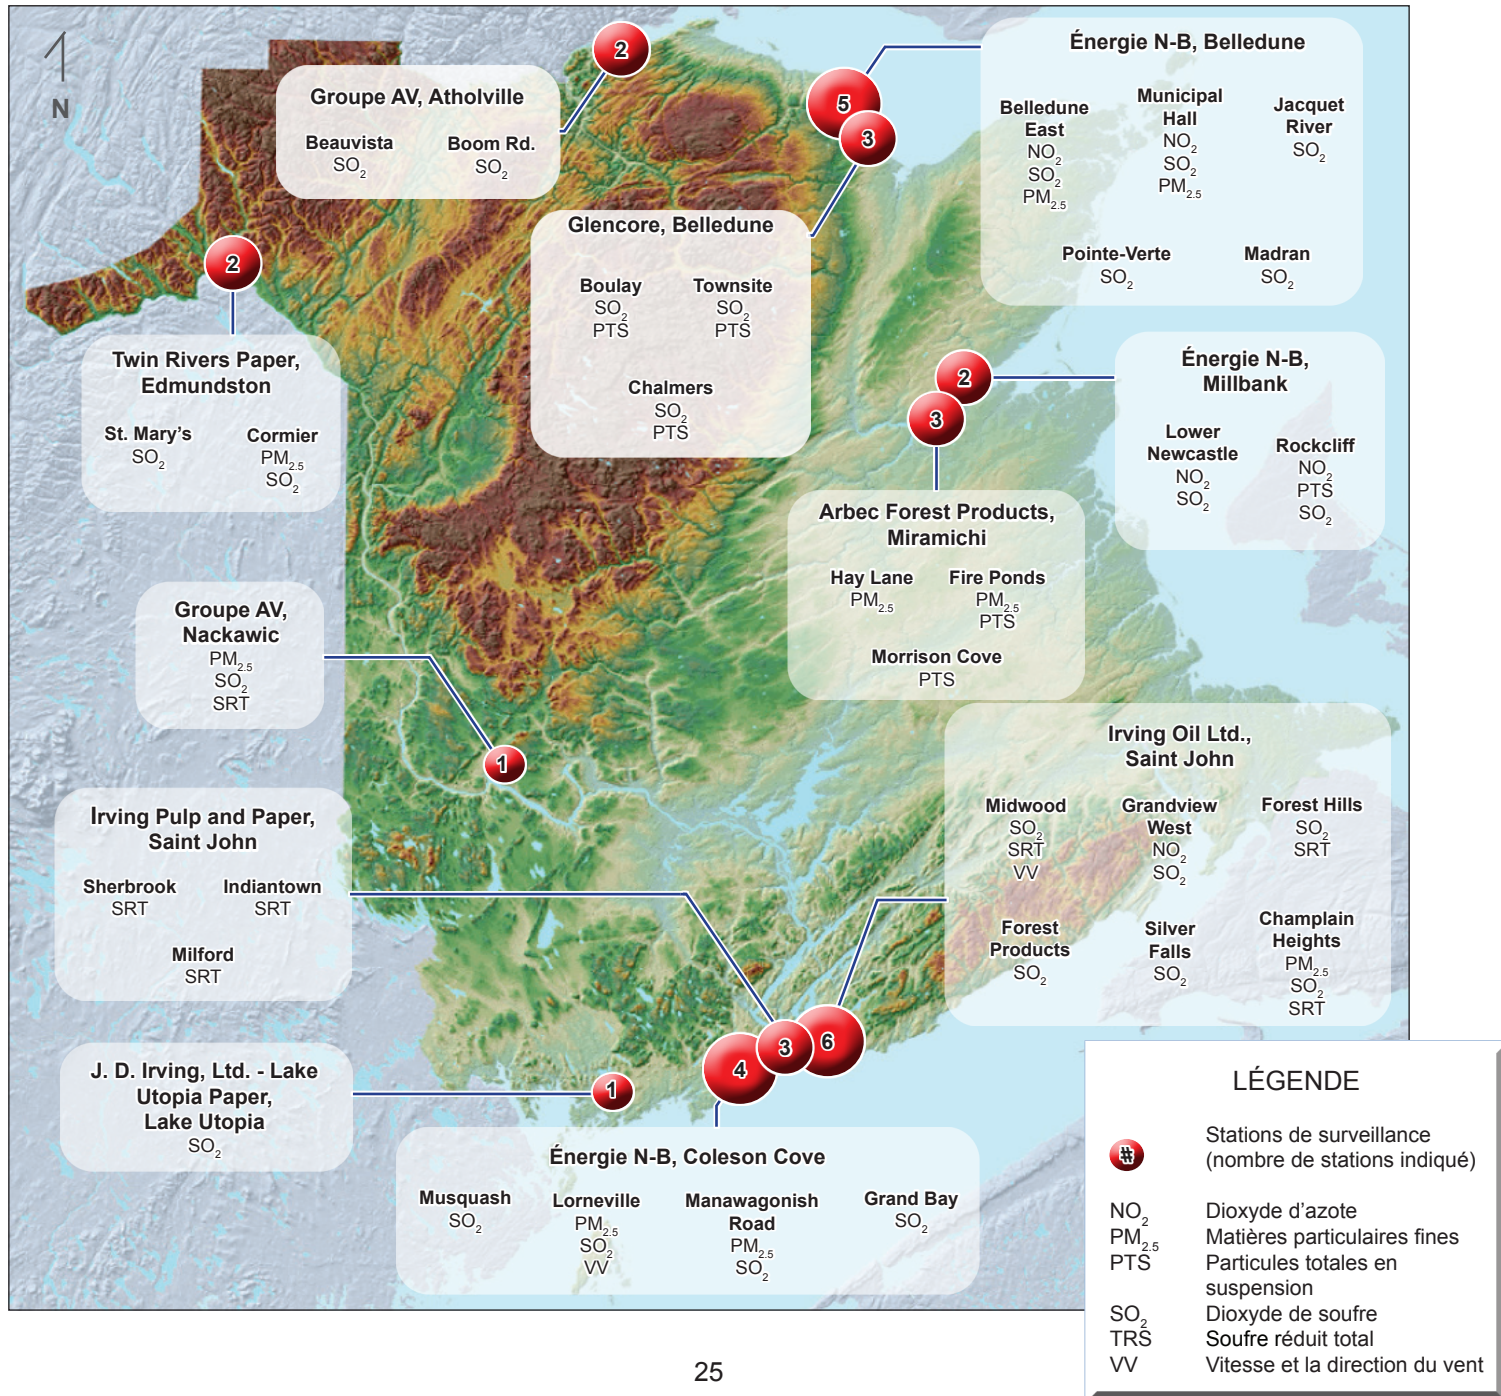 N
2
Groupe AV, Atholville
Beauvista
SO2
Boom Rd.
SO2
5
3
Énergie N-B, Belledune
Belledune
East
NO2
SO2
PM2.5
Municipal
Hall
NO2
SO2
PM2.5
Jacquet
River
SO2
Pointe-Verte
SO2
Madran
SO2
Glencore, Belledune
Boulay
SO2
PTS
Townsite
SO2
PTS
Chalmers
SO2
PTS
2
Twin Rivers Paper,
Edmundston
St. Mary's
SO2
Cormier
PM2.5
SO2
2
3
Énergie N-B,
Millbank
Lower
Newcastle
NO2
SO2
Rockcliff
NO2
PTS
SO2
Arbec Forest Products,
Miramichi
Hay Lane
PM2.5
Fire Ponds
PM2.5
PTS
Morrison Cove
PTS
Groupe AV,
Nackawic
PM2.5
SO2
SRT
1
Irving Oil Ltd.,
Saint John
Midwood
SO2
SRT
VV
Grandview
West
NO2
SO2
Forest Hills
SO2
SRT
Forest
Products
SO2
Silver
Falls
SO2
Champlain
Heights
PM2.5
SO2
SRT
Irving Pulp and Paper,
Saint John
Sherbrook
SRT
Indiantown
SRT
Milford
SRT
6
3
4
1
J. D. Irving, Ltd. - Lake
Utopia Paper,
Lake Utopia
SO2
Énergie N-B, Coleson Cove
Musquash
SO2
Lorneville
PM2.5
SO2
VV
Manawagonish
Road
PM2.5
SO2
Grand Bay
SO2
LÉGENDE
# Stations de surveillance
(nombre de stations indiqué)
NO2 Dioxyde d'azote
PM2.5 Matières particulaires fines
PTS Particules totales en
suspension
SO2 Dioxyde de soufre
TRS Soufre réduit total
VV Vitesse et la direction du vent
25